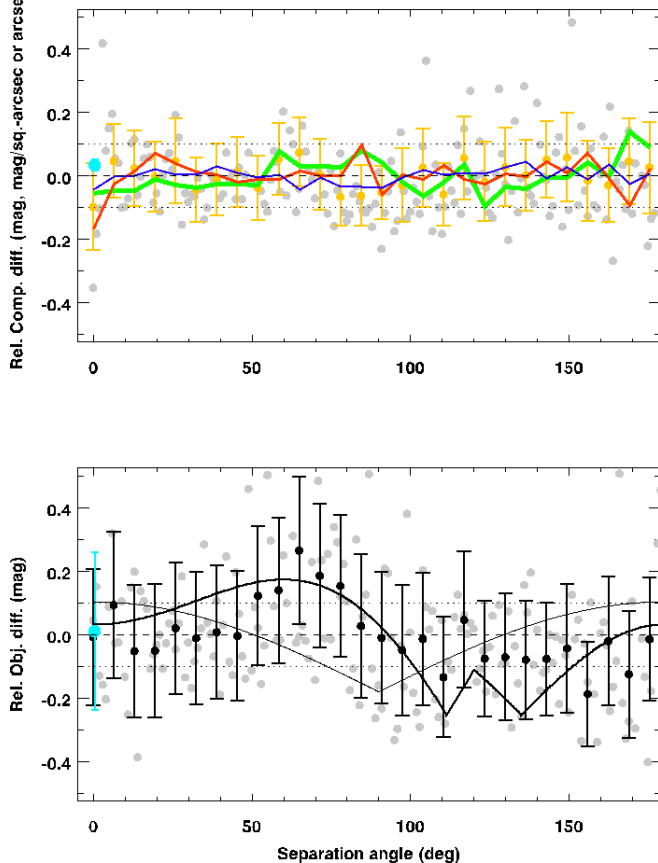 Rel. Comp. diff. (mag, mag/sq.-arcsec or arcsec
0.4
0.2
0.0
-0.2
-0.4
0 50 100 150
Rel. Obj. diff. (mag)
0.4
0.2
0.0
-0.2
-0.4
0 50 100 150
Separation angle (deg)